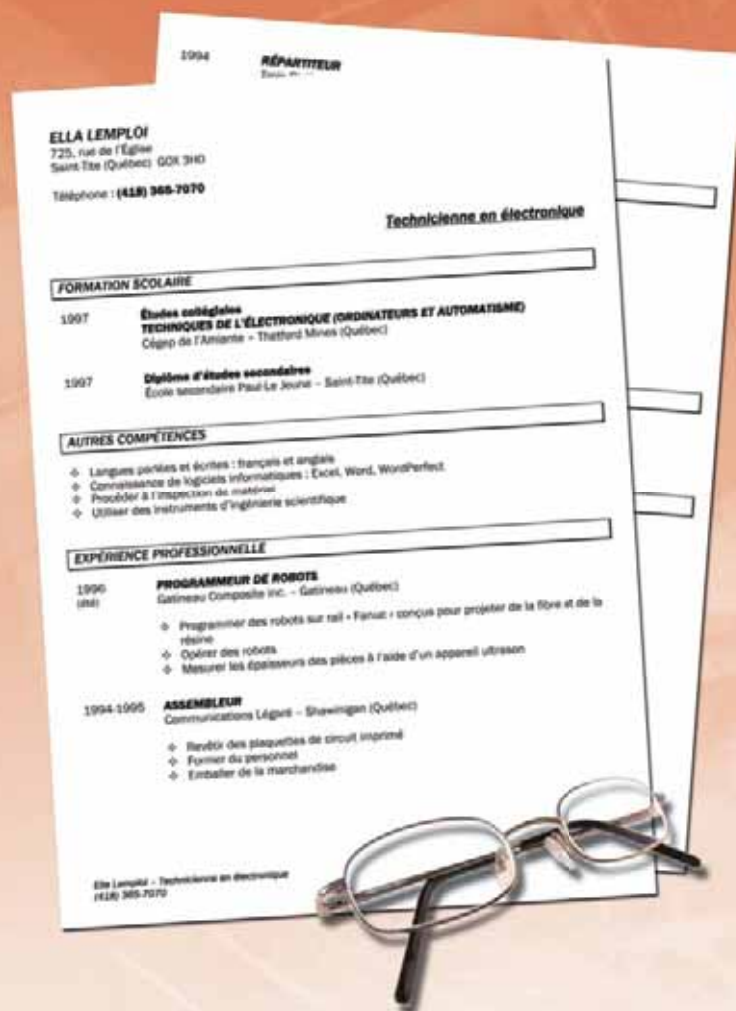 1994 RÉPARTITEUR
ELLA LEMPLOI
725, rue de l'Église
Saint-Tite (Québec) G0X 3H0
Téléphone : (418) 365-7070
Technicienne en électronique
FORMATION SCOLAIRE
1997 Études collégiales
TECHNIQUES DE L'ÉLECTRONIQUE (ORDINATEURS ET AUTOMATISME)
Cégep de l'Amiante – Thetford Mines (Québec)
1997 Diplôme d'études secondaires
École secondaire Paul-Le Jeune – Saint-Tite (Québec)
AUTRES COMPÉTENCES
❖ Langues parlées et écrites : français et anglais
❖ Connaissance de logiciels informatiques : Excel, Word, WordPerfect
❖ Procéder à l'inspection de matériel
❖ Utiliser des instruments d'ingénierie scientifique
EXPÉRIENCE PROFESSIONNELLE
1996 PROGRAMMEUR DE ROBOTS
(été) Gatineau Composite inc. – Gatineau (Québec)
❖ Programmer des robots sur rail « Fanuc » conçus pour projeter de la fibre et de la
résine
❖ Opérer des robots
❖ Mesurer les épaisseurs des pièces à l'aide d'un appareil ultrason
1994-1995 ASSEMBLEUR
Communications Légaré – Shawinigan (Québec)
❖ Revêtir des plaquettes de circuit imprimé
❖ Former du personnel
❖ Emballer de la marchandise
Ella Lemploi – Technicienne en électronique
(418) 365-7070